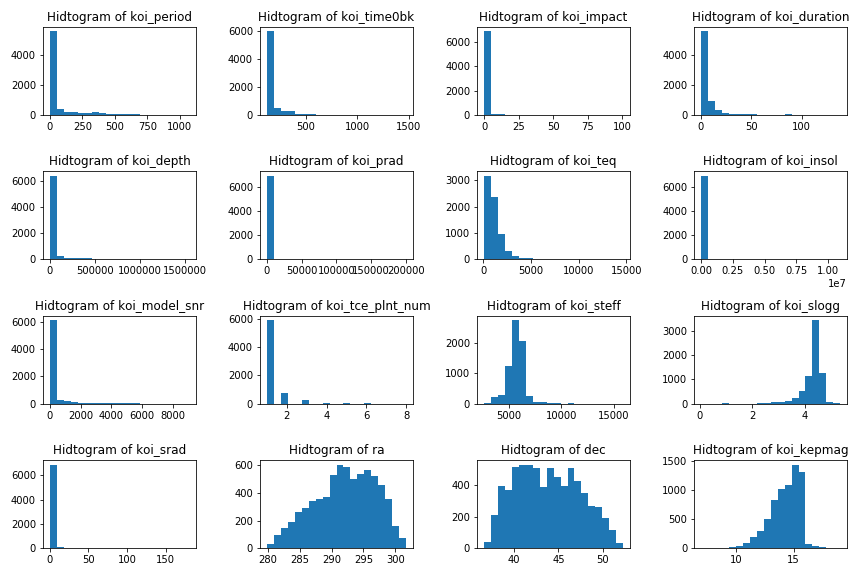 Hidtogram of koi_period Hidtogram of koi_time0bk Hidtogram of koi_impact Hidtogram of koi_duration
4000 2000 0
0 250 500 750 1000
6000 4000 2000 0
500 1000 1500
6000 4000 2000 0
0 25 50 75 100
4000 2000 0
0 50 100
Hidtogram of koi_depth Hidtogram of koi_prad Hidtogram of koi_teq Hidtogram of koi_insol
6000 4000 2000 0
0 500000 1000000 1500000
6000 4000 2000 0
0 50000 100000 150000 200000
3000 2000 1000 0
0 5000 10000 15000
6000 4000 2000 0
0.0 0.5 1.0
1e7
Hidtogram of koi_model_snr Hidtogram of koi_tce_plnt_num Hidtogram of koi_steff Hidtogram of koi_slogg
6000 4000 2000 0
0 2000 4000 6000 8000
6000 4000 2000 0
2 4 6 8
2000 1000 0
5000 10000 15000
3000 2000 1000 0
0 2 4
Hidtogram of koi_srad Hidtogram of ra Hidtogram of dec Hidtogram of koi_kepmag
6000 4000 2000 0
0 50 100 150
600 400 200 0
280 285 290 295 300
400 200 0
40 45 50
1500 1000 500 0
10 15